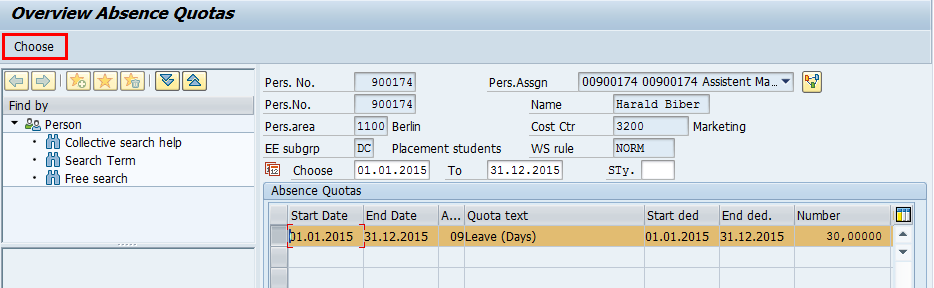 Overview Absence Quotas
Choose
Find by
Person
Collective search help
Search Term
Free search
Pers. No. 900174 Pers.Assgn 00900174 00900174 Assistent Ma...
Pers.No. 900174 Name Harald Biber
Pers.area 1100 Berlin Cost Ctr 3200 Marketing
EE subgrp DC Placement students WS rule NORM
Choose 01.01.2015 To 31.12.2015 STy.
Absence Quotas
Start Date End Date A... Quota text Start ded End ded. Number
01.01.2015 31.12.2015 09 Leave (Days) 01.01.2015 31.12.2015 30,00000